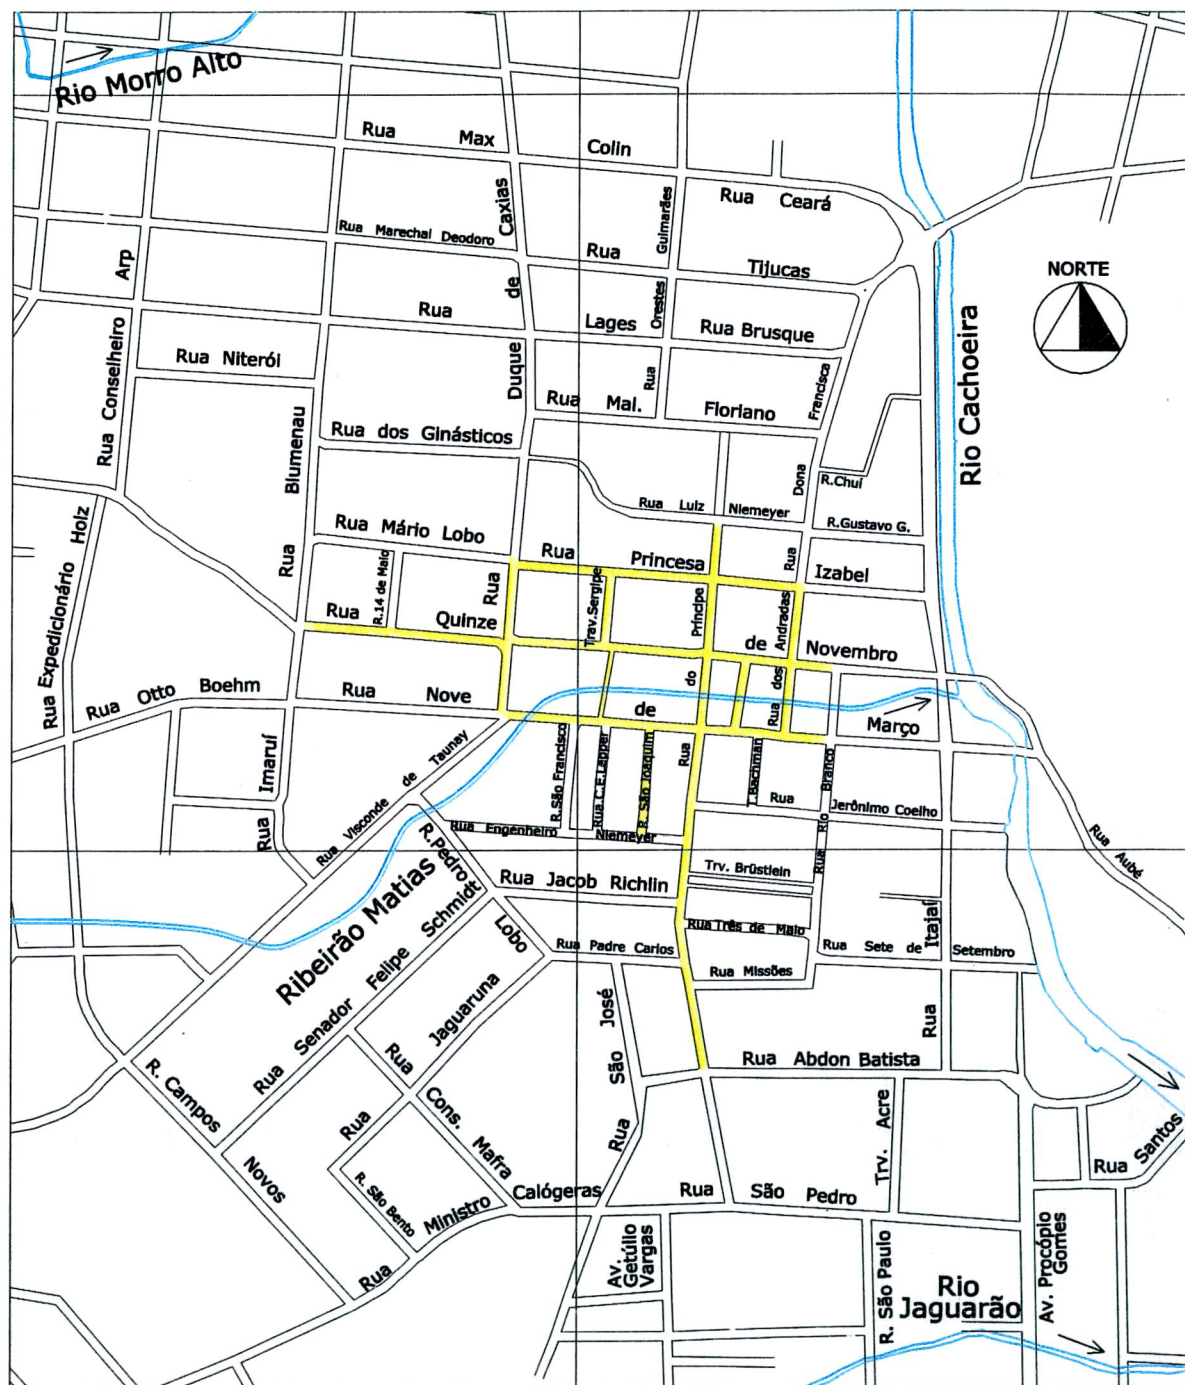 Rio Morro Alto
Rua Max Colin
Rua Ceará
Rua Marechal Deodoro
Rua Tijucas
Caxias
Guimarães
Arp
NORTE
Rua Lages
de
Orestes
Rua Brusque
Rio Cachoeira
Rua Niterói
Rua Conselheiro
Duque
Rua
Francisca
Rua Mal. Floriano
Rua dos Ginásticos
Blumenau
Dona
R.Chuí
Rua Luiz Niemeyer
R.Gustavo G.
Rua Expedicionário Holz
Rua Mário Lobo
Rua Princesa Izabel
Rua
R.14 de Maio
Rua
Trav.Sergipe
Príncipe
Rua
Andradas
Rua Quinze de Novembro
Rua Otto Boehm
Rua Nove de Março
do
Rua dos
Rua
Imaruí
Rua
Rua Visconde de Taunay
R.São Francisco
Rua C.E.Lepper
R. São Joaquim
I.Bachman
Rua Rio Branco
Rua Jerônimo Coelho
Rua Engenheiro Niemeyer
Rua Aubé
R.Pedro Lobo
Trv. Brüstlein
Rua Jacob Richlin
Ribeirão Matias
Rua Senador Felipe Schmidt
Rua Três de Maio
Rua Padre Carlos
Rua Sete de Setembro
Rua Itajaí
Rua Missões
Rua Jaguaruna
Rua São José
Rua Abdon Batista
R. Campos Novos
Rua Cons. Mafra
Trv. Acre
Rua Santos
R. São Bento
Rua Ministro Calógeras
Rua São Pedro
Av. Getúlio Vargas
R. São Paulo
Av. Procópio Gomes
Rio
Jaguarão